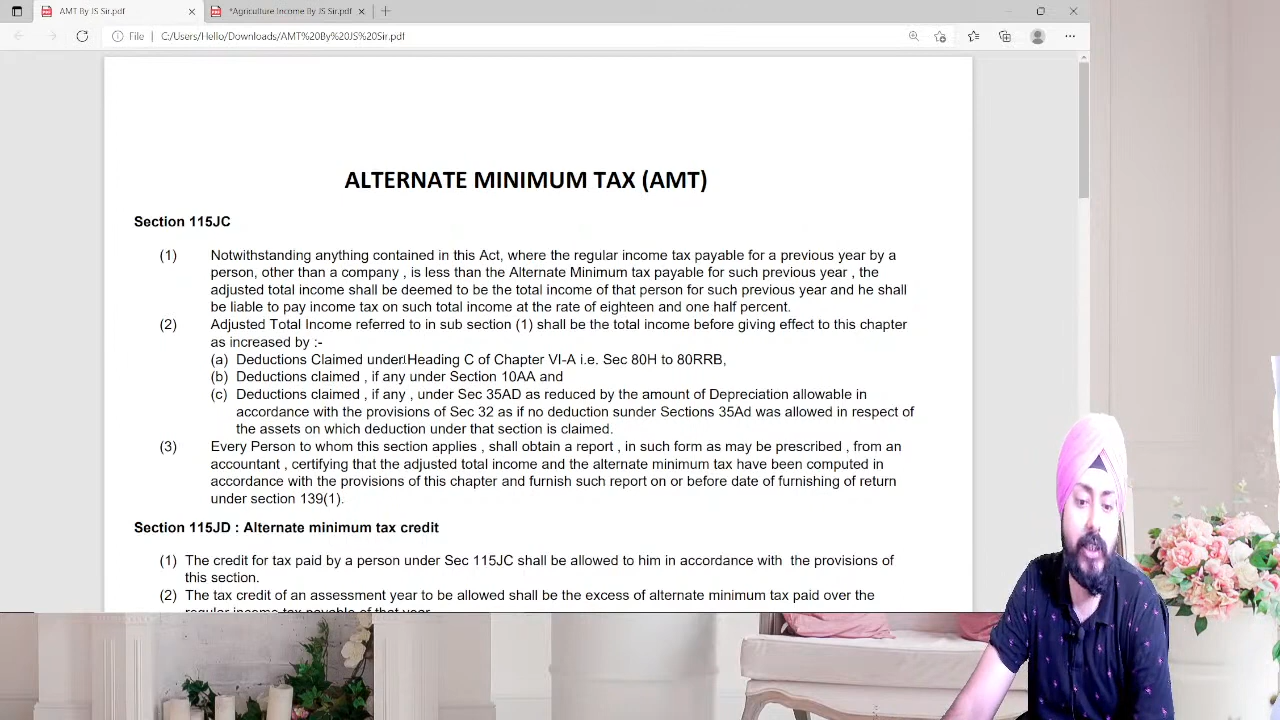 AMT By JS Sir.pdf
*Agriculture Income By JS Sir.pdf
File
C:/Users/Hello/Downloads/AMT%20By%20JS%20Sir.pdf
ALTERNATE MINIMUM TAX (AMT)
Section 115JC
(1) Notwithstanding anything contained in this Act, where the regular income tax payable for a previous year by a
person, other than a company , is less than the Alternate Minimum tax payable for such previous year , the
adjusted total income shall be deemed to be the total income of that person for such previous year and he shall
be liable to pay income tax on such total income at the rate of eighteen and one half percent.
(2) Adjusted Total Income referred to in sub section (1) shall be the total income before giving effect to this chapter
as increased by :-
(a) Deductions Claimed under Heading C of Chapter VI-A i.e. Sec 80H to 80RRB,
(b) Deductions claimed , if any under Section 10AA and
(c) Deductions claimed , if any , under Sec 35AD as reduced by the amount of Depreciation allowable in
accordance with the provisions of Sec 32 as if no deduction sunder Sections 35Ad was allowed in respect of
the assets on which deduction under that section is claimed.
(3) Every Person to whom this section applies , shall obtain a report , in such form as may be prescribed , from an
accountant , certifying that the adjusted total income and the alternate minimum tax have been computed in
accordance with the provisions of this chapter and furnish such report on or before date of furnishing of return
under section 139(1).
Section 115JD : Alternate minimum tax credit
(1) The credit for tax paid by a person under Sec 115JC shall be allowed to him in accordance with the provisions of
this section.
(2) The tax credit of an assessment year to be allowed shall be the excess of alternate minimum tax paid over the
regular income tax payable of that year